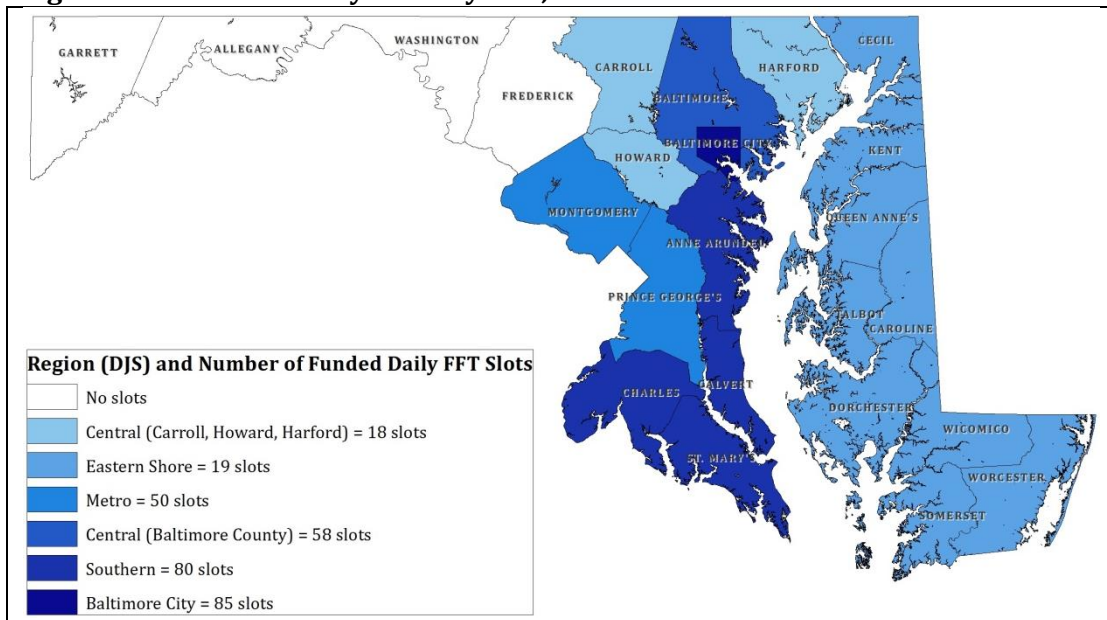 GARRETT
ALLEGANY
WASHINGTON
FREDERICK
CARROLL
BALTIMORE
HARFORD
CECIL
BALTIMORE CITY
HOWARD
KENT
MONTGOMERY
QUEEN ANNE'S
ANNE ARUNDEL
PRINCE GEORGE'S
TALBOT
CAROLINE
CHARLES
CALVERT
DORCHESTER
WICOMICO
ST. MARY'S
WORCESTER
SOMERSET
Region (DJS) and Number of Funded Daily FFT Slots
No slots
Central (Carroll, Howard, Harford) = 18 slots
Eastern Shore = 19 slots
Metro = 50 slots
Central (Baltimore County) = 58 slots
Southern = 80 slots
Baltimore City = 85 slots